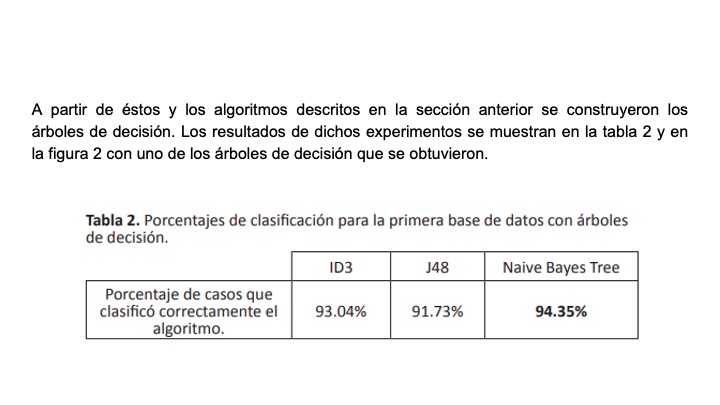 A partir de éstos y los algoritmos descritos en la sección anterior se construyeron los
árboles de decisión. Los resultados de dichos experimentos se muestran en la tabla 2 y en
la figura 2 con uno de los árboles de decisión que se obtuvieron.
Tabla 2. Porcentajes de clasificación para la primera base de datos con árboles
de decisión.
ID3 J48 Naive Bayes Tree
Porcentaje de casos que
clasificó correctamente el
algoritmo.
93.04% 91.73% 94.35%